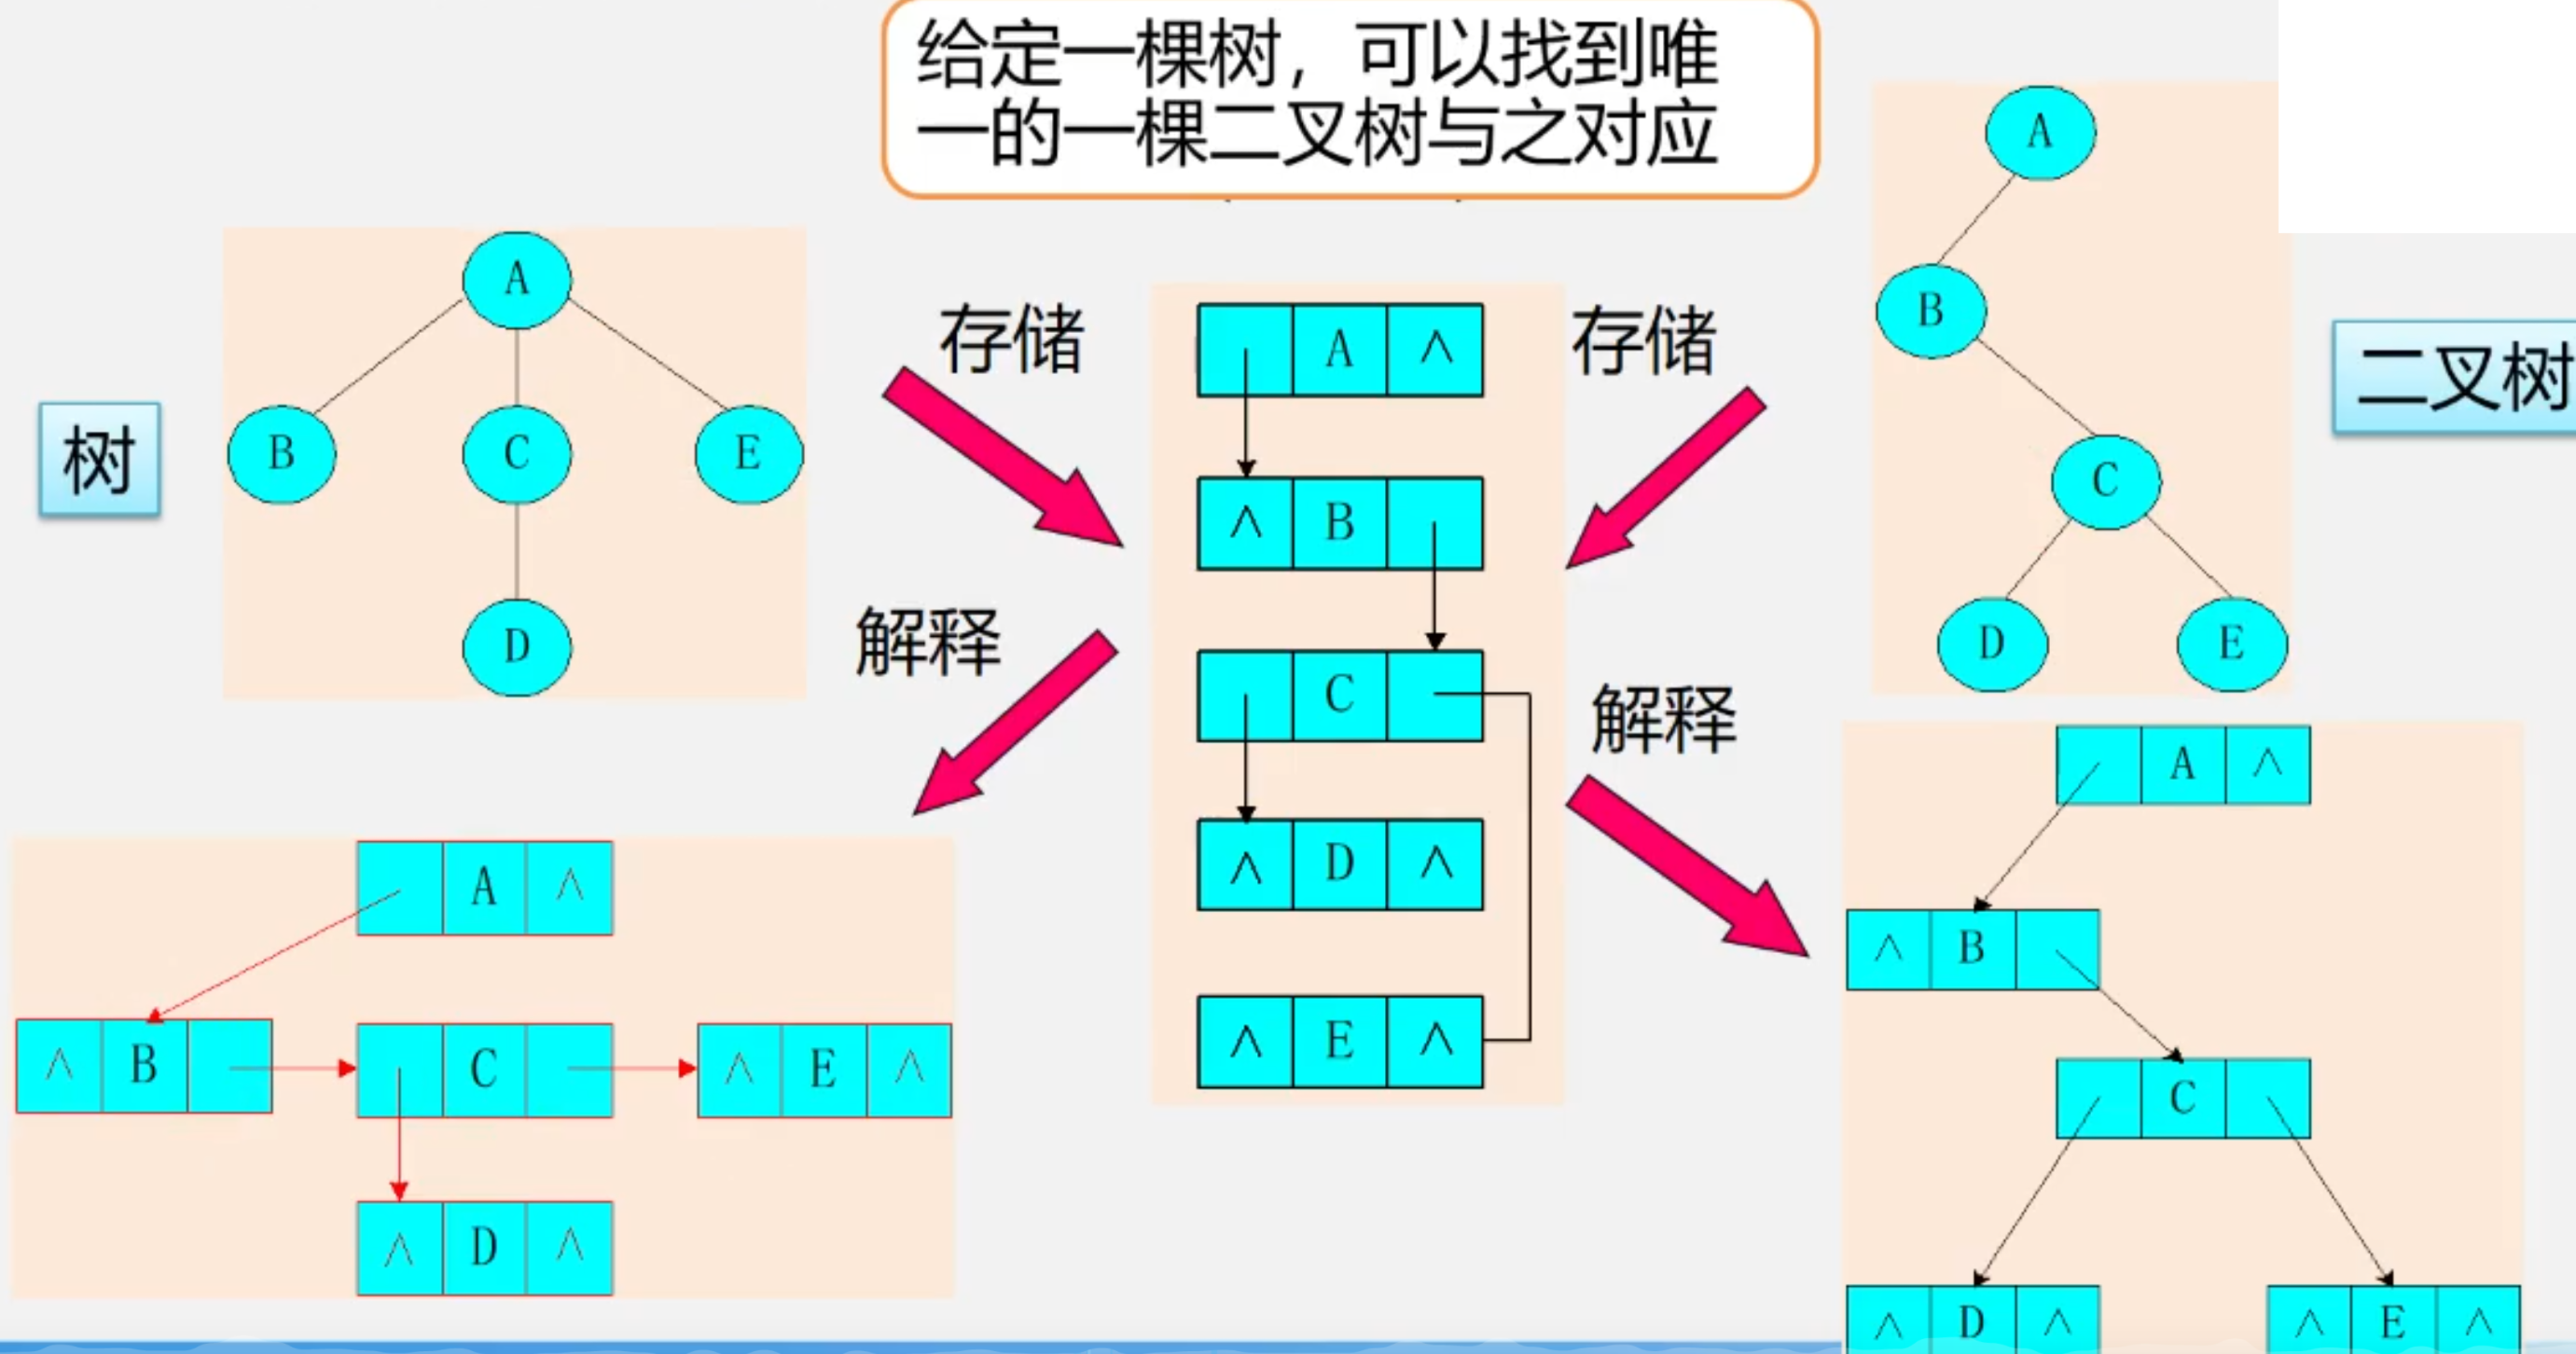 给定一棵树，可以找到唯
一的一棵二叉树与之对应
树
A
B C E
D
存储
存储
A ∧
∧ B
C
∧ D ∧
∧ E ∧
A
B
C
D E
二叉树
解释
解释
A ∧
∧ B C ∧ E ∧
∧ D ∧
A ∧
∧ B
C
∧ D ∧ ∧ E ∧